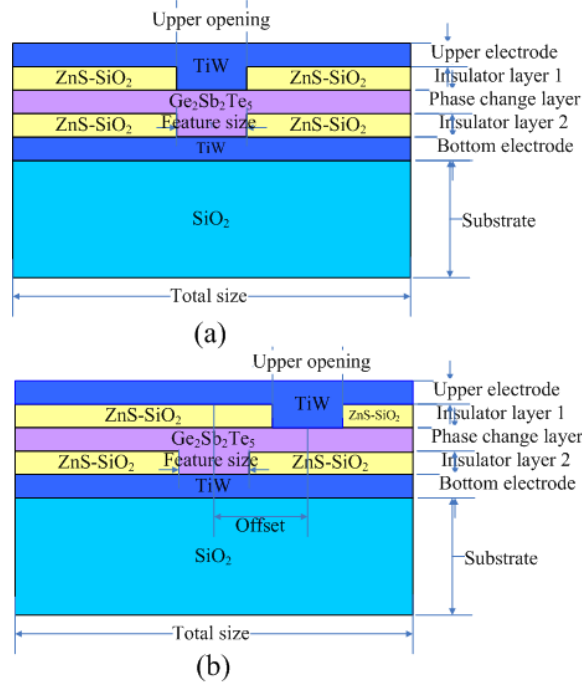 Upper opening
TiW
Upper electrode
ZnS-SiO₂ ZnS-SiO₂ Insulator layer 1
Ge₂Sb₂Te₅ Phase change layer
ZnS-SiO₂ Feature size ZnS-SiO₂ Insulator layer 2
TiW Bottom electrode
SiO₂ Substrate
Total size
(a)
Upper opening
Upper electrode
TiW
ZnS-SiO₂ ZnS-SiO₂ Insulator layer 1
Ge₂Sb₂Te₅ Phase change layer
ZnS-SiO₂ Feature size ZnS-SiO₂ Insulator layer 2
TiW Bottom electrode
Offset
SiO₂ Substrate
Total size
(b)